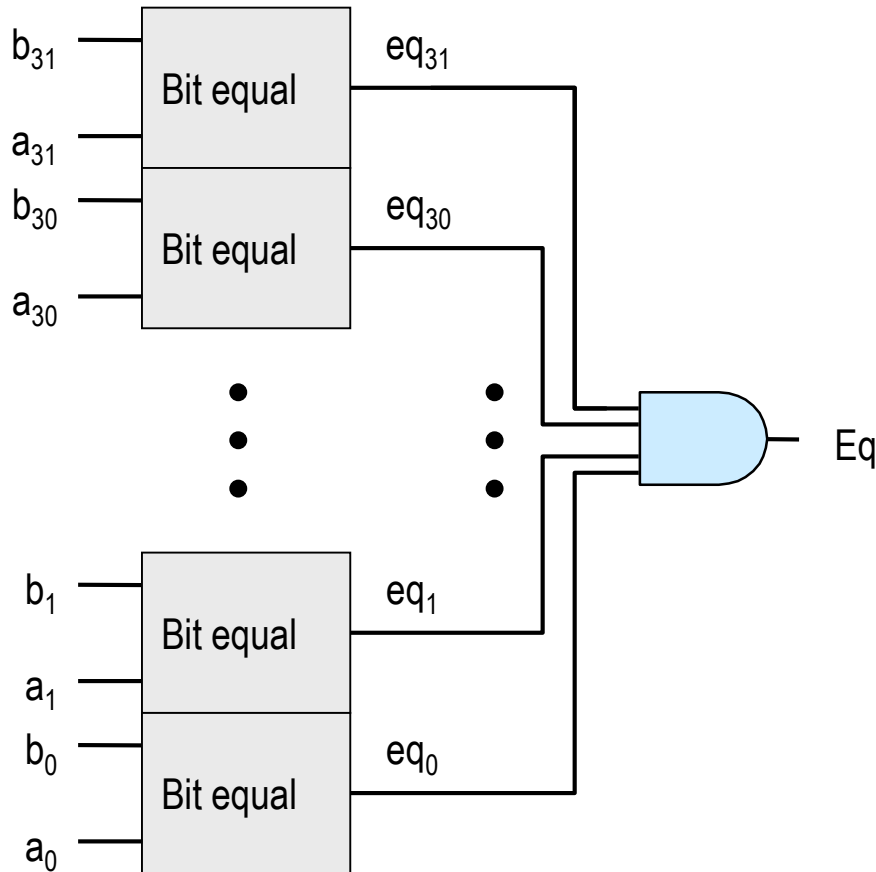 b₃₁
eq₃₁
Bit equal
a₃₁
b₃₀
eq₃₀
Bit equal
a₃₀
Eq
b₁
eq₁
Bit equal
a₁
b₀
eq₀
Bit equal
a₀